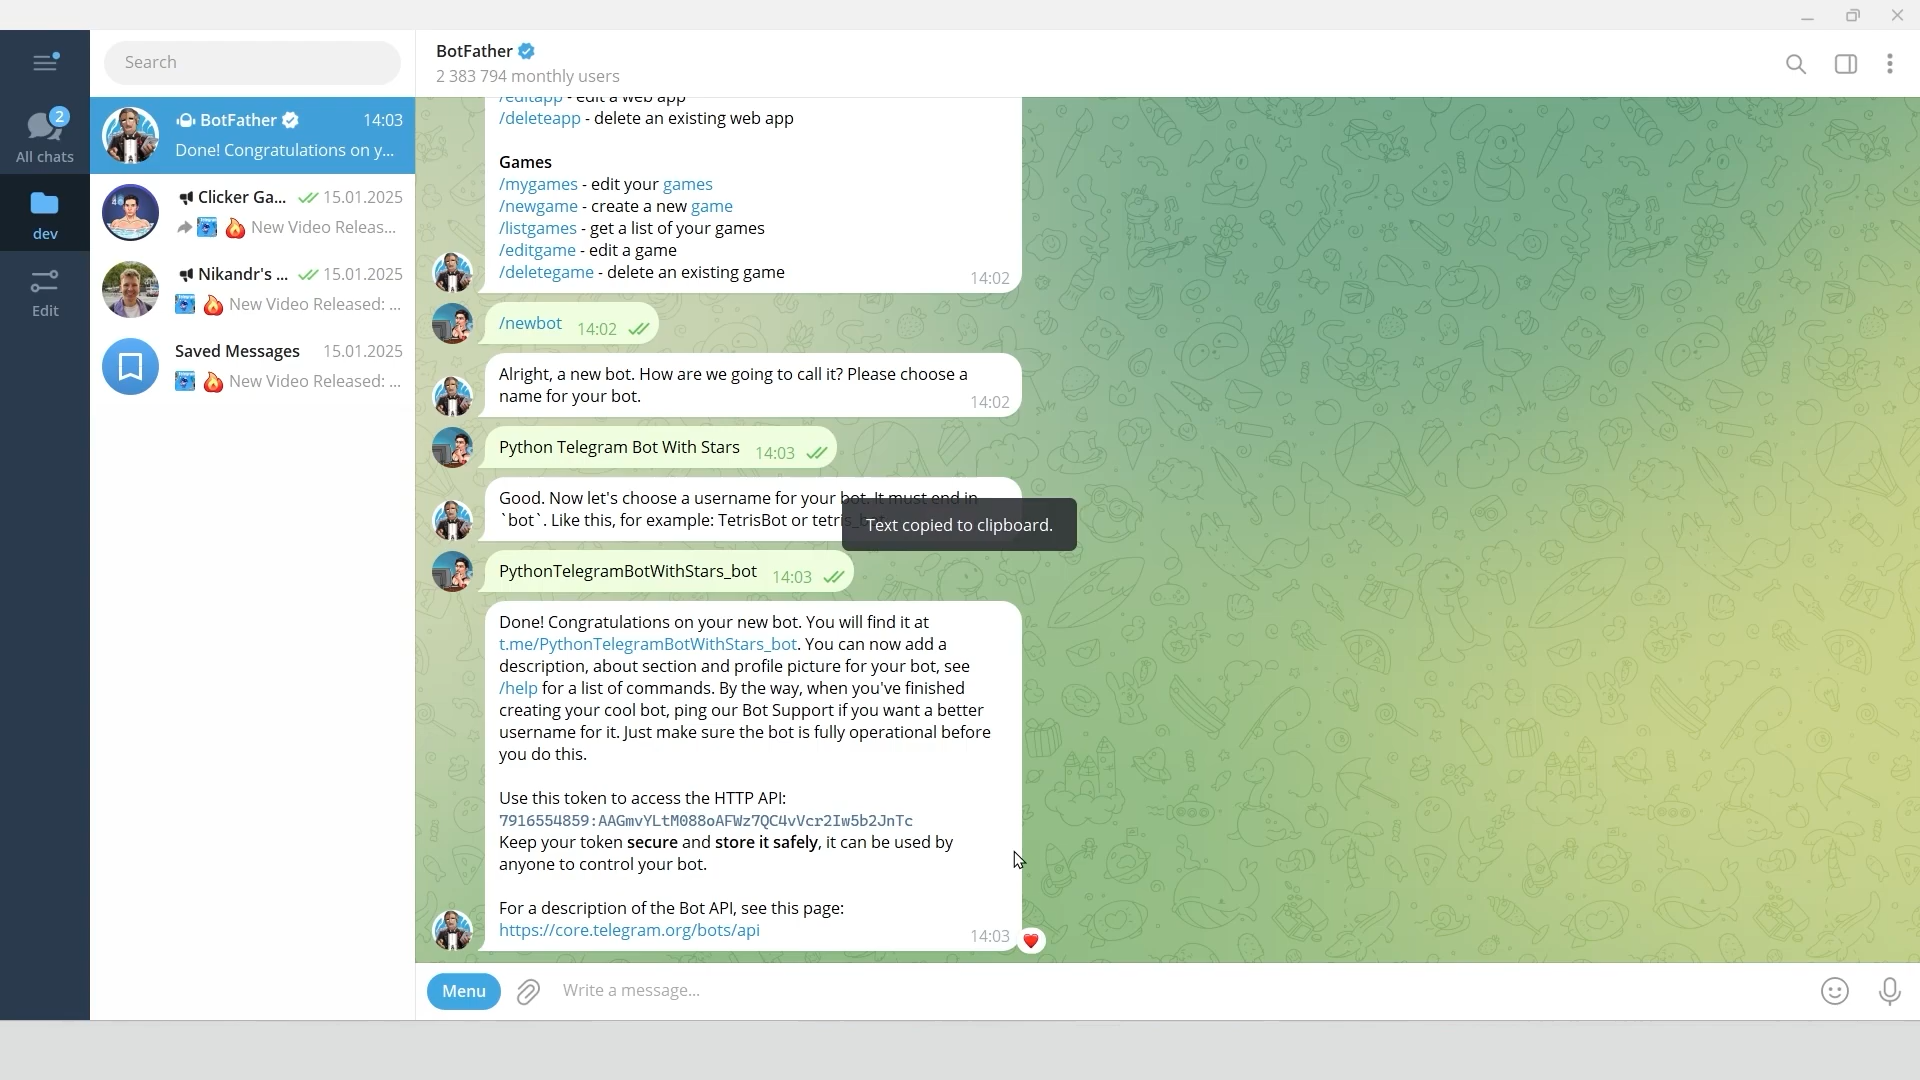 Search
BotFather
2 383 794 monthly users
2
All chats
dev
Edit
BotFather 14:03
Done! Congratulations on y...
Clicker Ga... 15.01.2025
New Video Releas...
Nikandr's ... 15.01.2025
New Video Released: ...
Saved Messages 15.01.2025
New Video Released: ...
/editapp - edit a web app
/deleteapp - delete an existing web app
Games
/mygames - edit your games
/newgame - create a new game
/listgames - get a list of your games
/editgame - edit a game
/deletegame - delete an existing game
14:02
/newbot 14:02
Alright, a new bot. How are we going to call it? Please choose a
name for your bot.
14:02
Python Telegram Bot With Stars 14:03
Good. Now let's choose a username for your bot. It must end in
`bot`. Like this, for example: TetrisBot or tetris_bot.
Text copied to clipboard.
PythonTelegramBotWithStars_bot 14:03
Done! Congratulations on your new bot. You will find it at
t.me/PythonTelegramBotWithStars_bot. You can now add a
description, about section and profile picture for your bot, see
/help for a list of commands. By the way, when you've finished
creating your cool bot, ping our Bot Support if you want a better
username for it. Just make sure the bot is fully operational before
you do this.
Use this token to access the HTTP API:
7916554859:AAGmvYLtM088oAFWz7QC4vVcr2Iw5b2JnTc
Keep your token secure and store it safely, it can be used by
anyone to control your bot.
For a description of the Bot API, see this page:
https://core.telegram.org/bots/api
14:03
Menu
Write a message...